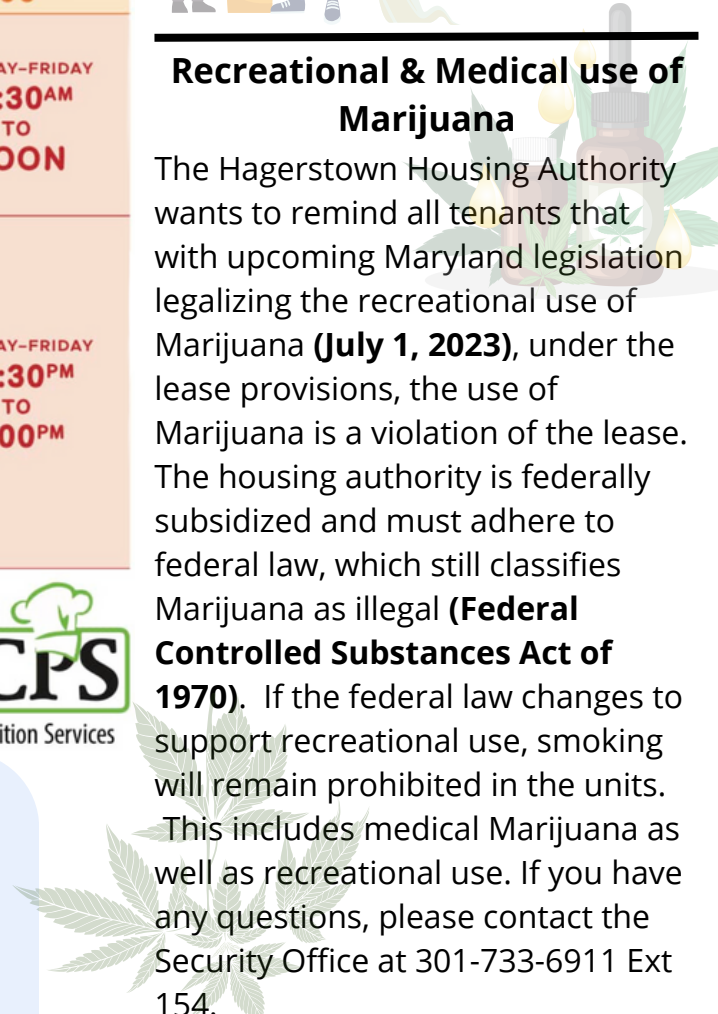 AY–FRIDAY
:30AM
TO
OON
AY–FRIDAY
:30PM
TO
00PM
CPS
ition Services
Recreational & Medical use of
Marijuana
The Hagerstown Housing Authority
wants to remind all tenants that
with upcoming Maryland legislation
legalizing the recreational use of
Marijuana (July 1, 2023), under the
lease provisions, the use of
Marijuana is a violation of the lease.
The housing authority is federally
subsidized and must adhere to
federal law, which still classifies
Marijuana as illegal (Federal
Controlled Substances Act of
1970).  If the federal law changes to
support recreational use, smoking
will remain prohibited in the units.
This includes medical Marijuana as
well as recreational use. If you have
any questions, please contact the
Security Office at 301-733-6911 Ext
154.